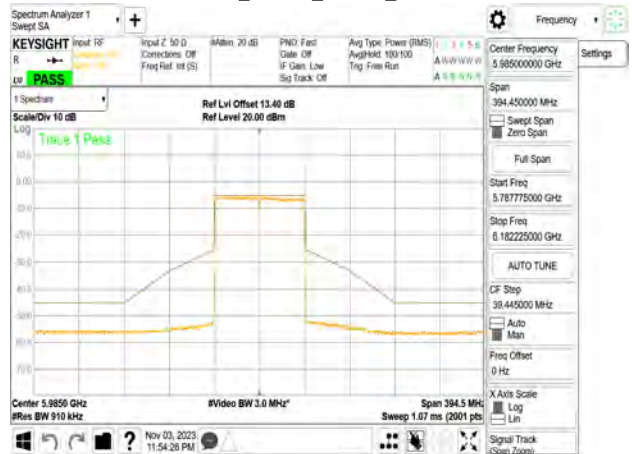 Spectrum Analyzer 1
Swept SA
Frequency
KEYSIGHT Input: RF
Input Z: 50 Ω
Corrections: Off
Freq Ref: Int (S)
#Atten: 20 dB
PNO: Fast
Gate: Off
IF Gain: Low
Sig Track: Off
Avg Type: Power (RMS)
Avg|Hold: 100/100
Trig: Free Run
PASS
1 Spectrum
Scale/Div 10 dB
Ref Lvl Offset 13.40 dB
Ref Level 20.00 dBm
Log
Trace 1 Pass
Center 5.9850 GHz
#Res BW 910 kHz
#Video BW 3.0 MHz*
Span 394.5 MHz
Sweep 1.07 ms (2001 pts
Nov 03, 2023
11:54:26 PM
Center Frequency
5.985000000 GHz
Settings
Span
394.450000 MHz
Swept Span
Zero Span
Full Span
Start Freq
5.787775000 GHz
Stop Freq
6.182225000 GHz
AUTO TUNE
CF Step
39.445000 MHz
Auto
Man
Freq Offset
0 Hz
X Axis Scale
Log
Lin
Signal Track
(Span Zoom)